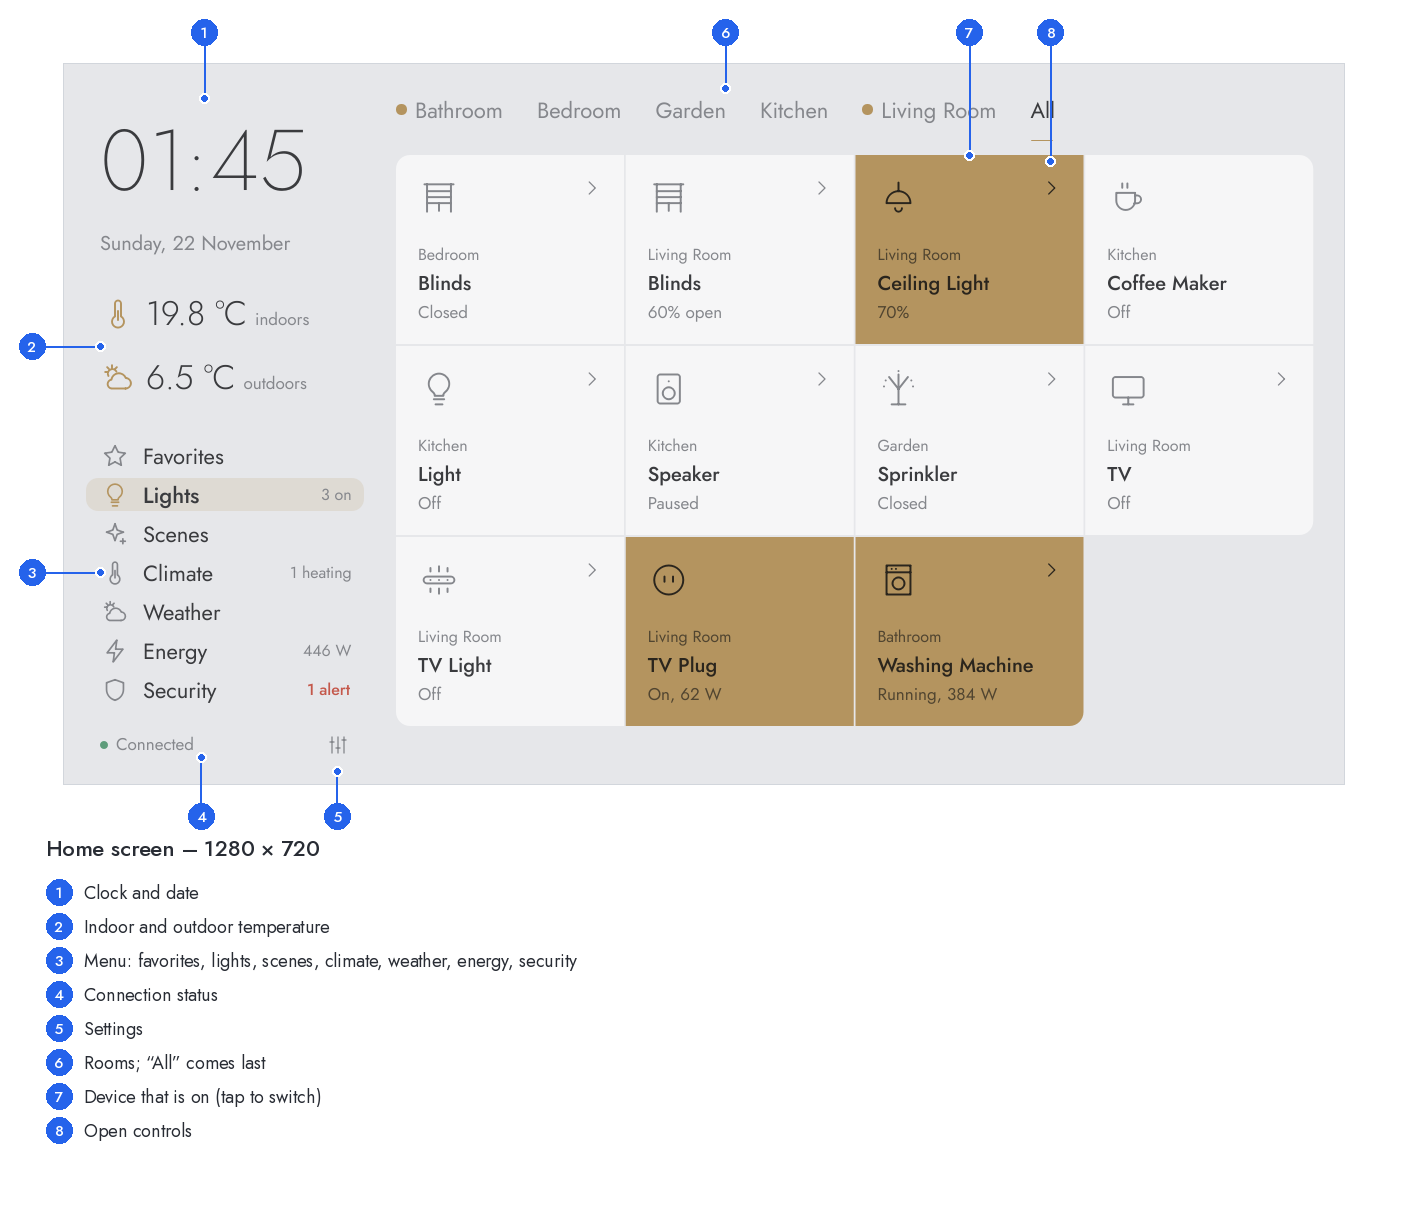 1
6
7
8
01:45
Sunday, 22 November
19.8 °C indoors
2
6.5 °C outdoors
Favorites
Lights 3 on
Scenes
3
Climate 1 heating
Weather
Energy 446 W
Security 1 alert
Connected
4
5
Bathroom Bedroom Garden Kitchen Living Room All
Bedroom
Blinds
Closed
Living Room
Blinds
60% open
Living Room
Ceiling Light
70%
Kitchen
Coffee Maker
Off
Kitchen
Light
Off
Kitchen
Speaker
Paused
Garden
Sprinkler
Closed
Living Room
TV
Off
Living Room
TV Light
Off
Living Room
TV Plug
On, 62 W
Bathroom
Washing Machine
Running, 384 W
Home screen – 1280 × 720
1 Clock and date
2 Indoor and outdoor temperature
3 Menu: favorites, lights, scenes, climate, weather, energy, security
4 Connection status
5 Settings
6 Rooms; “All” comes last
7 Device that is on (tap to switch)
8 Open controls